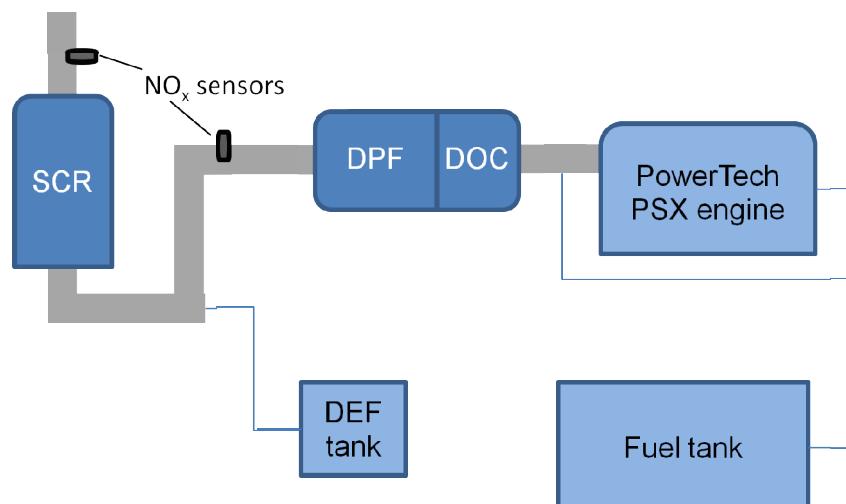 NOx sensors
SCR
DPF
DOC
PowerTech
PSX engine
DEF
tank
Fuel tank